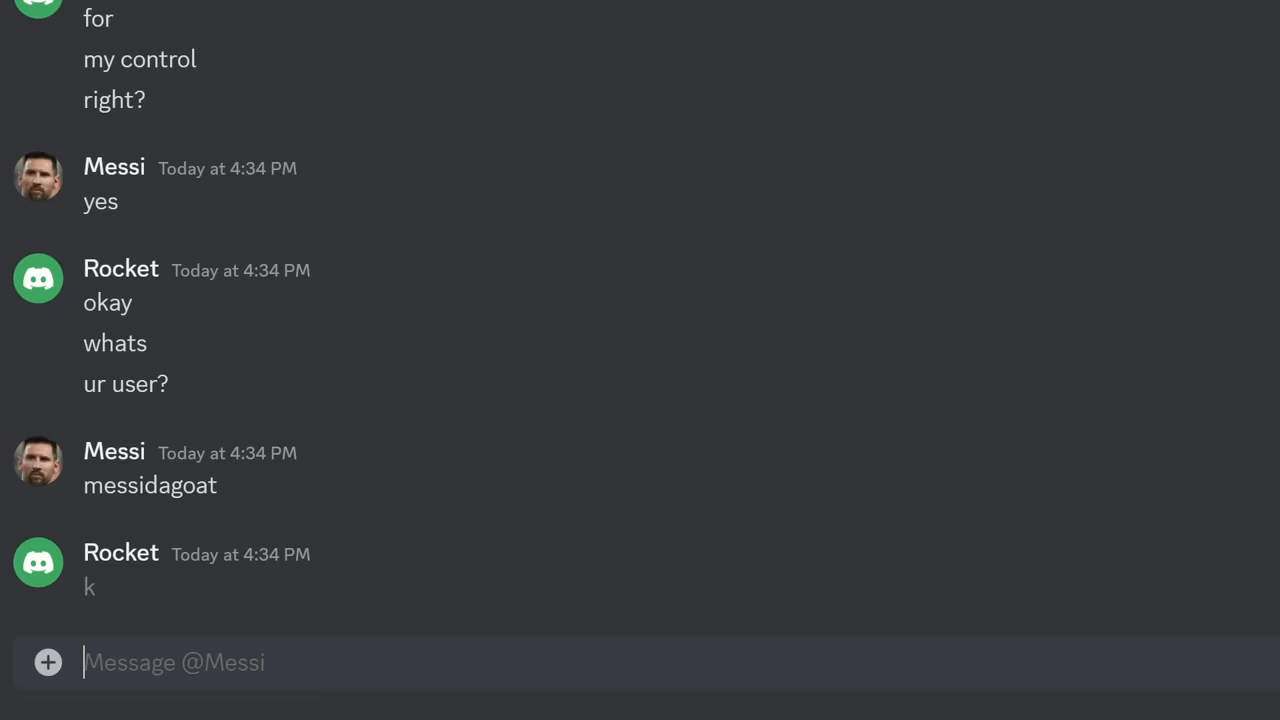 for
my control
right?
Messi Today at 4:34 PM
yes
Rocket Today at 4:34 PM
okay
whats
ur user?
Messi Today at 4:34 PM
messidagoat
Rocket Today at 4:34 PM
k
Message @Messi